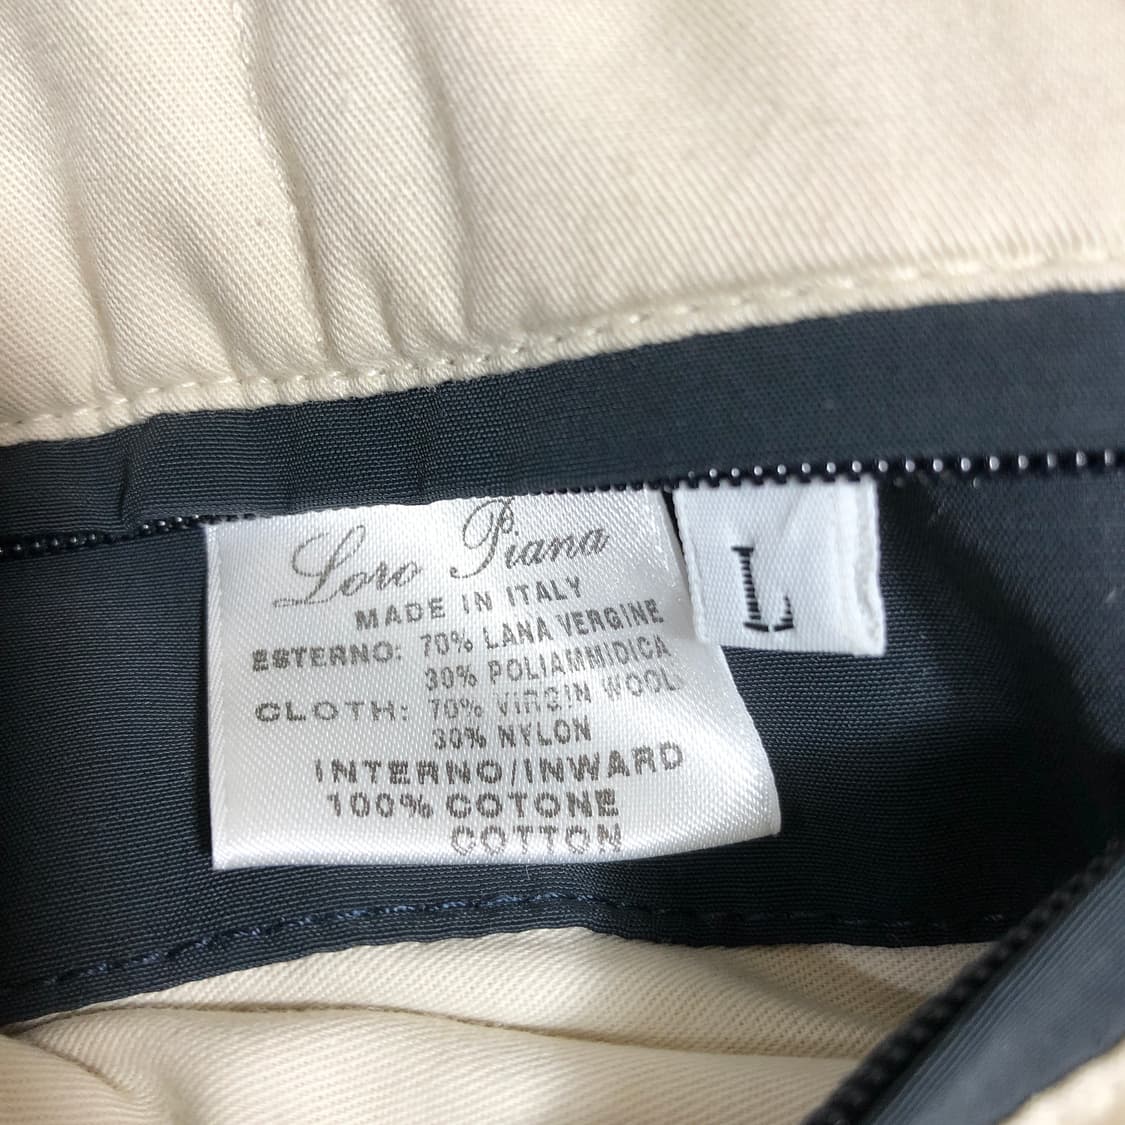 Loro Piana
MADE IN ITALY
ESTERNO: 70% LANA VERGINE
30% POLIAMMIDICA
CLOTH: 70% VIRGIN WOOL
30% NYLON
INTERNO/INWARD
100% COTONE
COTTON
L